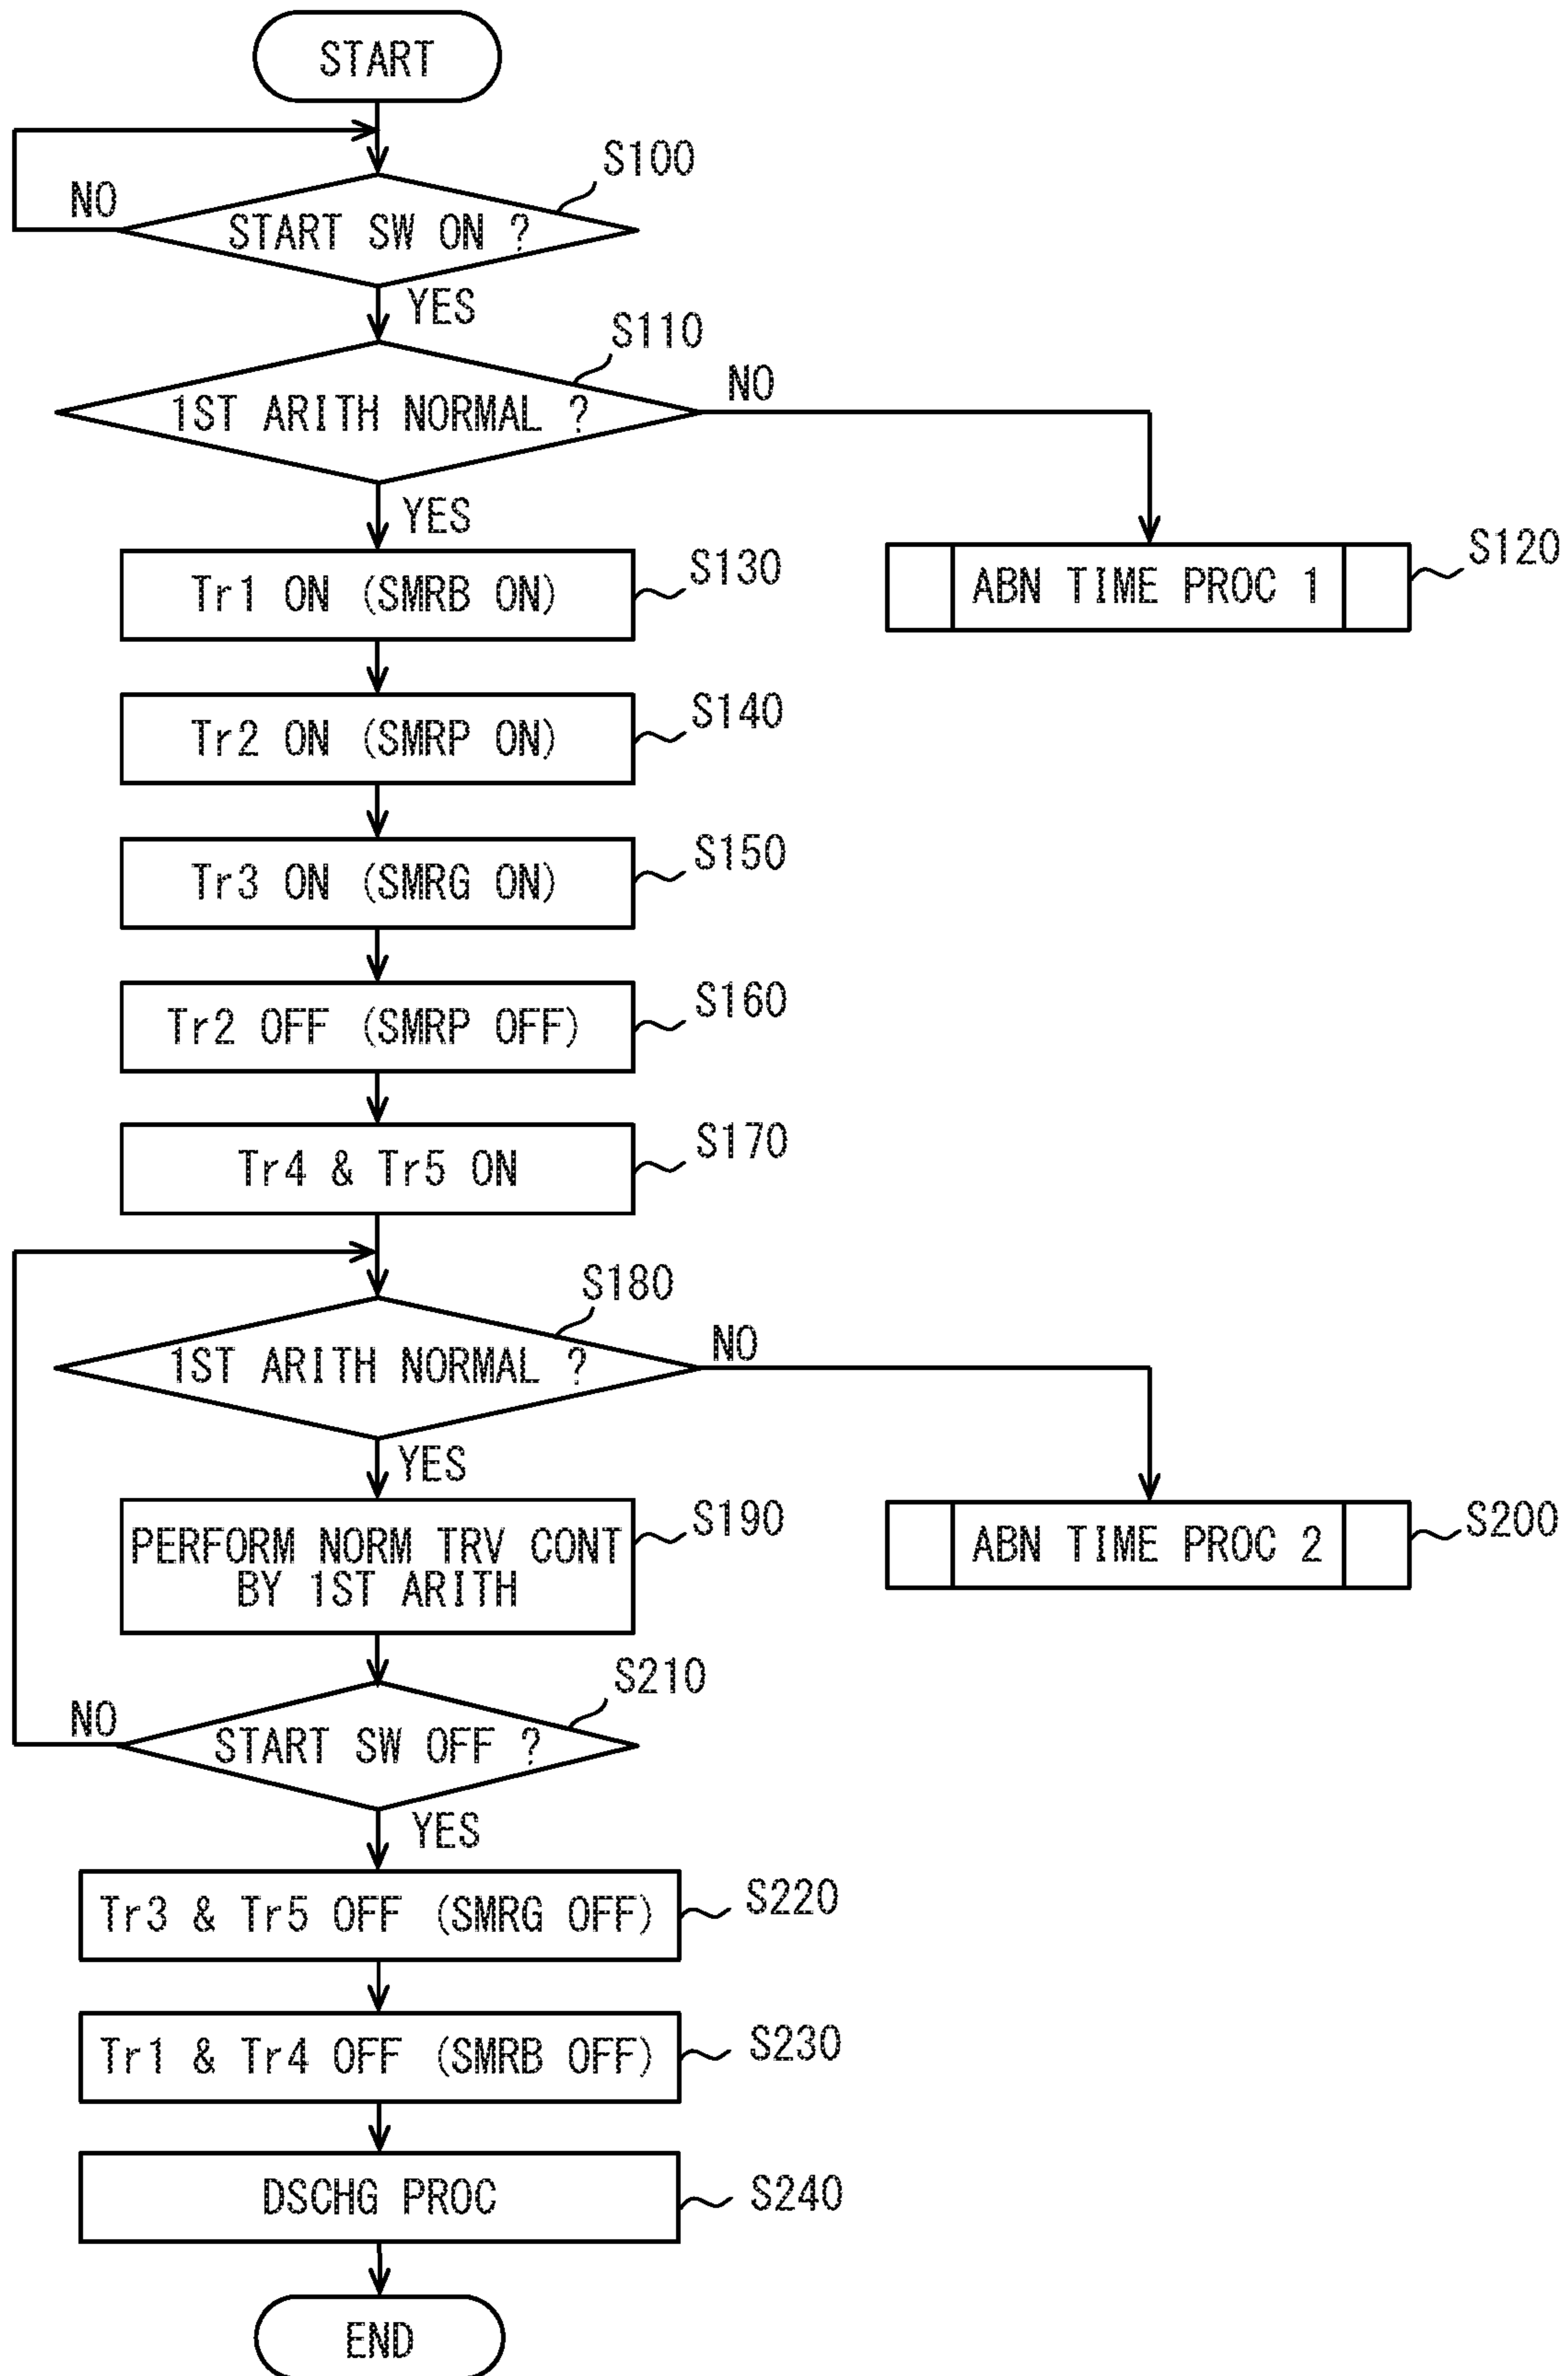 START
S100
NO
START SW ON ?
YES
S110
NO
1ST ARITH NORMAL ?
YES
S130
Tr1 ON (SMRB ON)
S120
ABN TIME PROC 1
S140
Tr2 ON (SMRP ON)
S150
Tr3 ON (SMRG ON)
S160
Tr2 OFF (SMRP OFF)
S170
Tr4 & Tr5 ON
S180
NO
1ST ARITH NORMAL ?
YES
S190
PERFORM NORM TRV CONT
BY 1ST ARITH
S200
ABN TIME PROC 2
S210
NO
START SW OFF ?
YES
S220
Tr3 & Tr5 OFF (SMRG OFF)
S230
Tr1 & Tr4 OFF (SMRB OFF)
S240
DSCHG PROC
END